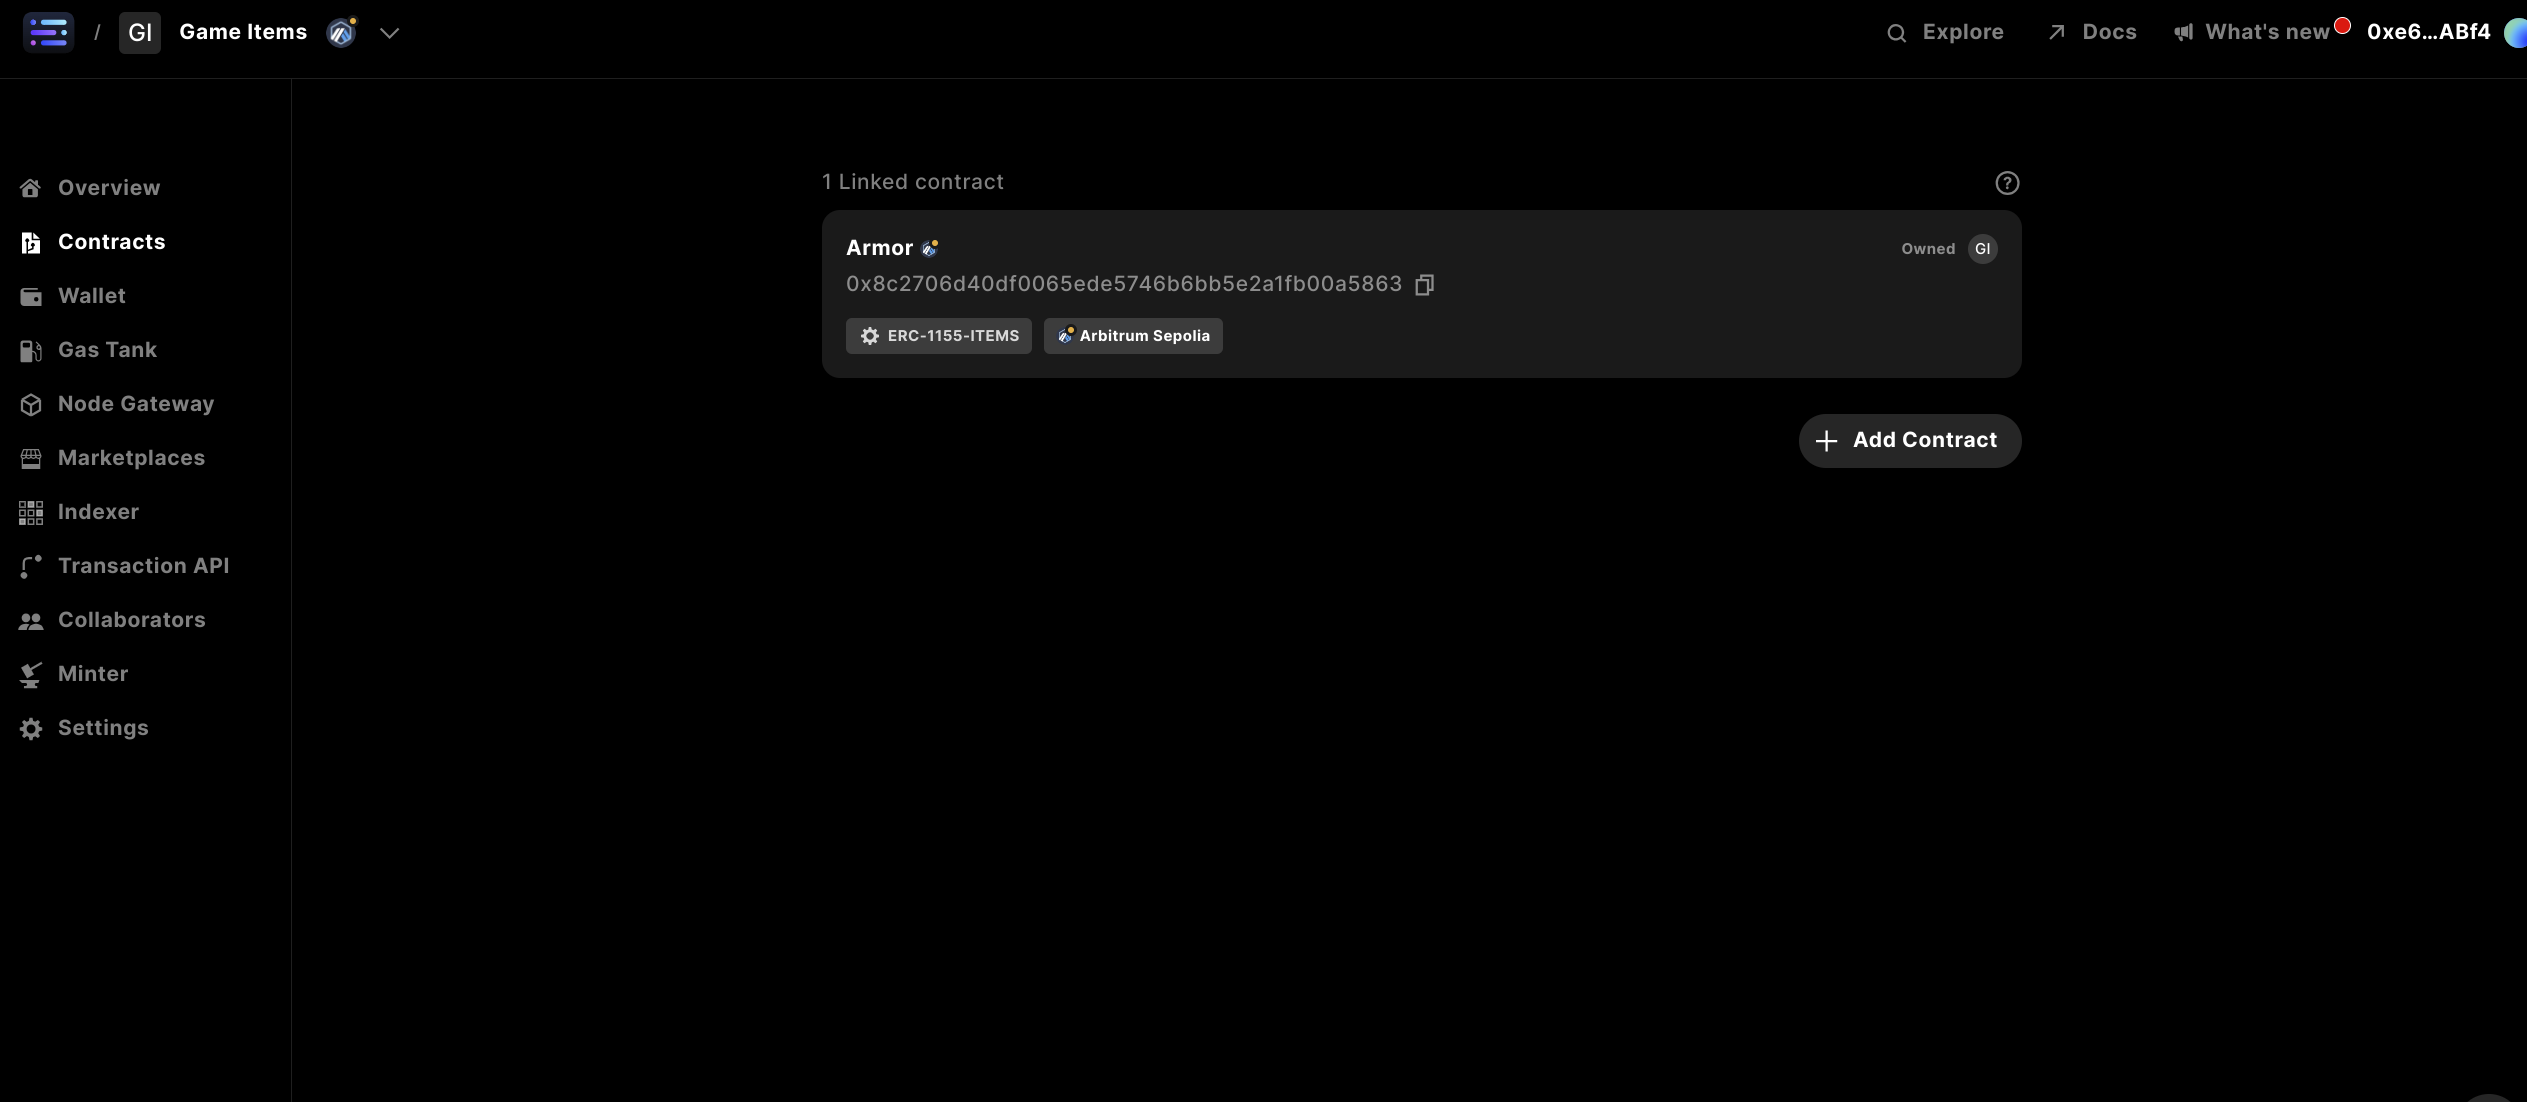 / GI Game Items
Explore
Docs
What's new
0xe6...ABf4
Overview
Contracts
Wallet
Gas Tank
Node Gateway
Marketplaces
Indexer
Transaction API
Collaborators
Minter
Settings
1 Linked contract
?
Armor
Owned GI
0x8c2706d40df0065ede5746b6bb5e2a1fb00a5863
ERC-1155-ITEMS
Arbitrum Sepolia
Add Contract